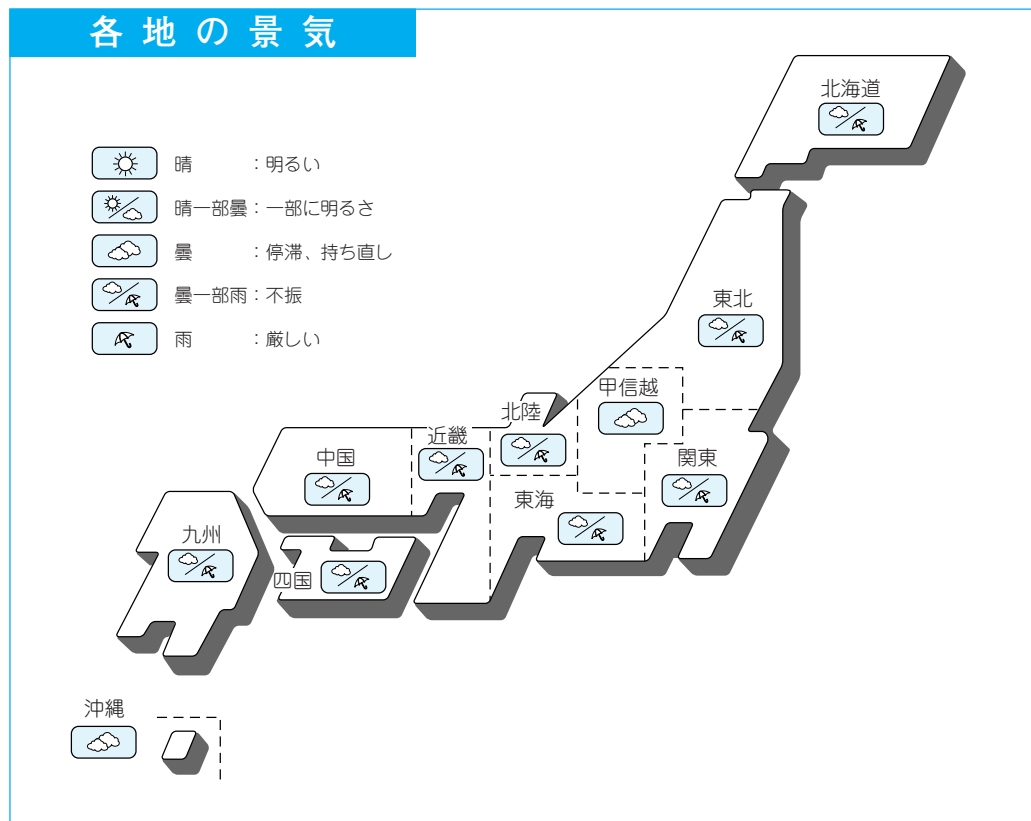 各地の景気
晴　　　：明るい
晴一部曇：一部に明るさ
曇　　　：停滞、持ち直し
曇一部雨：不振
雨　　　：厳しい
北海道
東北
甲信越
北陸
近畿
中国
関東
東海
九州
四国
沖縄